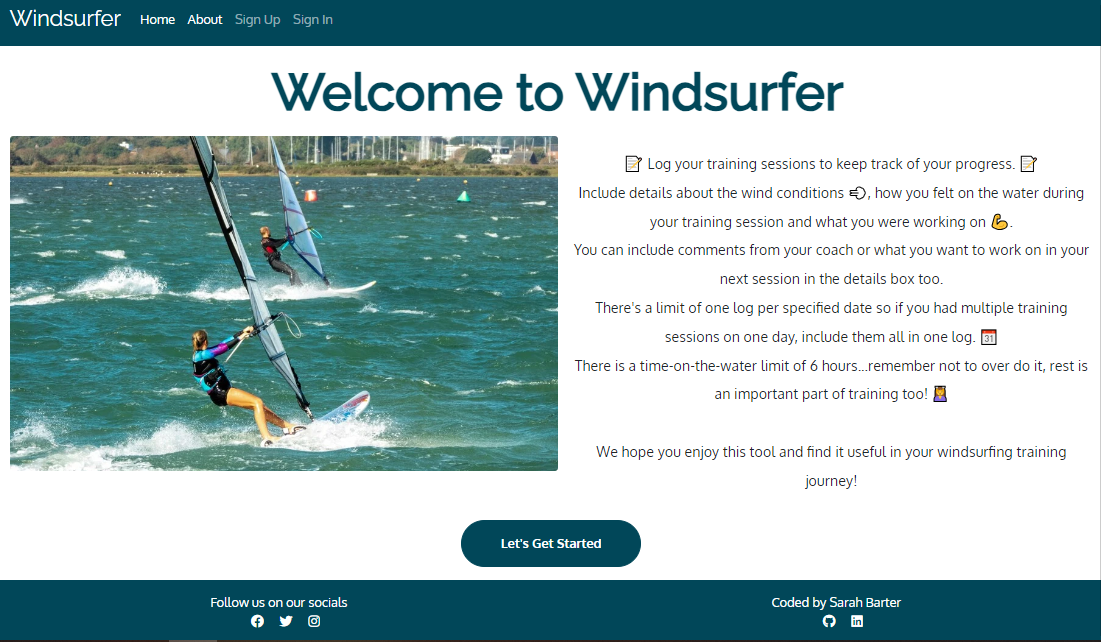 Windsurfer Home About Sign Up Sign In
Welcome to Windsurfer
📝 Log your training sessions to keep track of your progress. 📝
Include details about the wind conditions 💨, how you felt on the water during
your training session and what you were working on 💪.
You can include comments from your coach or what you want to work on in your
next session in the details box too.
There's a limit of one log per specified date so if you had multiple training
sessions on one day, include them all in one log. 📅
There is a time-on-the-water limit of 6 hours...remember not to over do it, rest is
an important part of training too! 💆
We hope you enjoy this tool and find it useful in your windsurfing training
journey!
Let's Get Started
Follow us on our socials
Coded by Sarah Barter